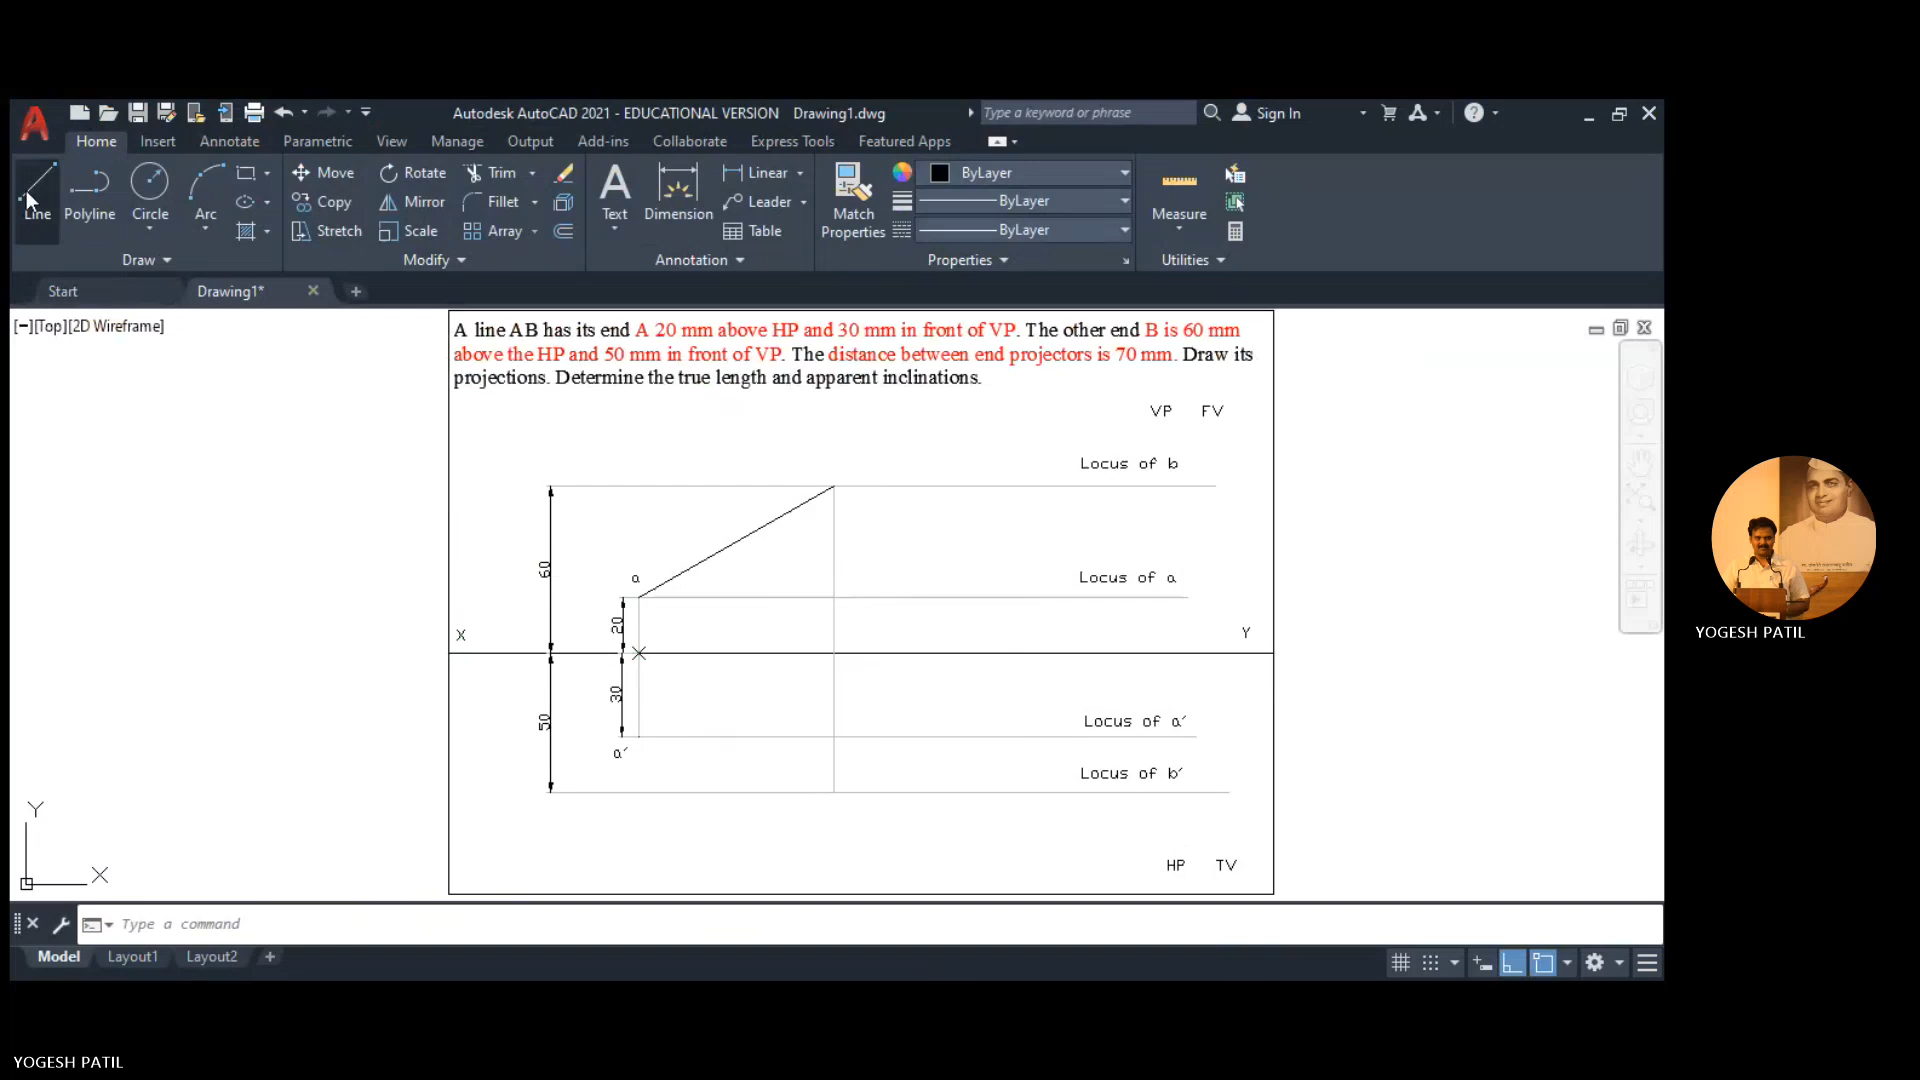 Autodesk AutoCAD 2021 - EDUCATIONAL VERSION Drawing1.dwg
Type a keyword or phrase
Sign In
Home Insert Annotate Parametric View Manage Output Add-ins Collaborate Express Tools Featured Apps
Line Polyline Circle Arc
Move Rotate Trim
Copy Mirror Fillet
Stretch Scale Array
Text Dimension
Linear
Leader
Table
Match Properties
ByLayer
ByLayer
ByLayer
Measure
Draw Modify Annotation Properties Utilities
Start Drawing1*
[−][Top][2D Wireframe]
A line AB has its end A 20 mm above HP and 30 mm in front of VP. The other end B is 60 mm
above the HP and 50 mm in front of VP. The distance between end projectors is 70 mm. Draw its
projections. Determine the true length and apparent inclinations.
VP FV
Locus of b
60
a
Locus of a
20
X Y
30
50
Locus of a′
a′
Locus of b′
HP TV
Y
X
Type a command
Model Layout1 Layout2
YOGESH PATIL
YOGESH PATIL